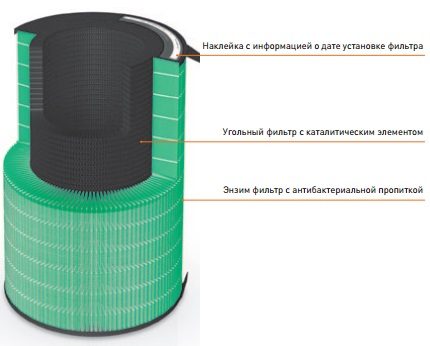 Наклейка с информацией о дате установке фильтра
Угольный фильтр с каталитическим элементом
Энзим фильтр с антибактериальной пропиткой